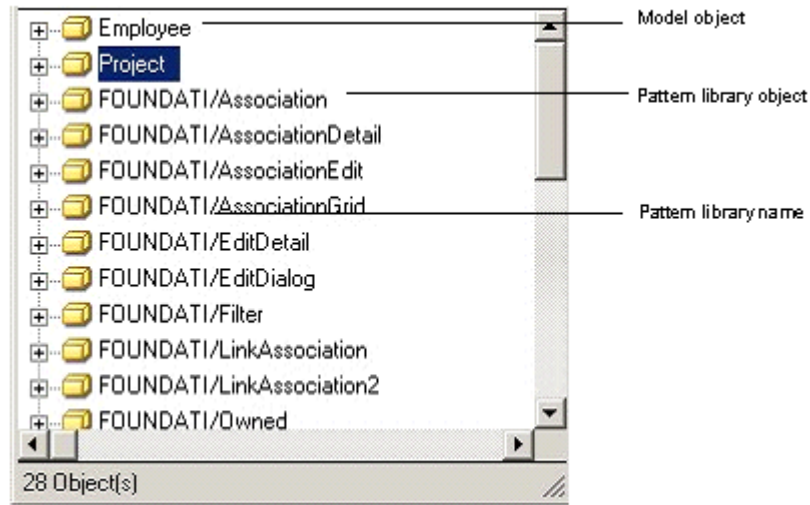 Employee
Model object
Project
FOUNDATI/Association
Pattern library object
FOUNDATI/AssociationDetail
FOUNDATI/AssociationEdit
FOUNDATI/AssociationGrid
Pattern library name
FOUNDATI/EditDetail
FOUNDATI/EditDialog
FOUNDATI/Filter
FOUNDATI/LinkAssociation
FOUNDATI/LinkAssociation2
FOUNDATI/Owned
28 Object(s)